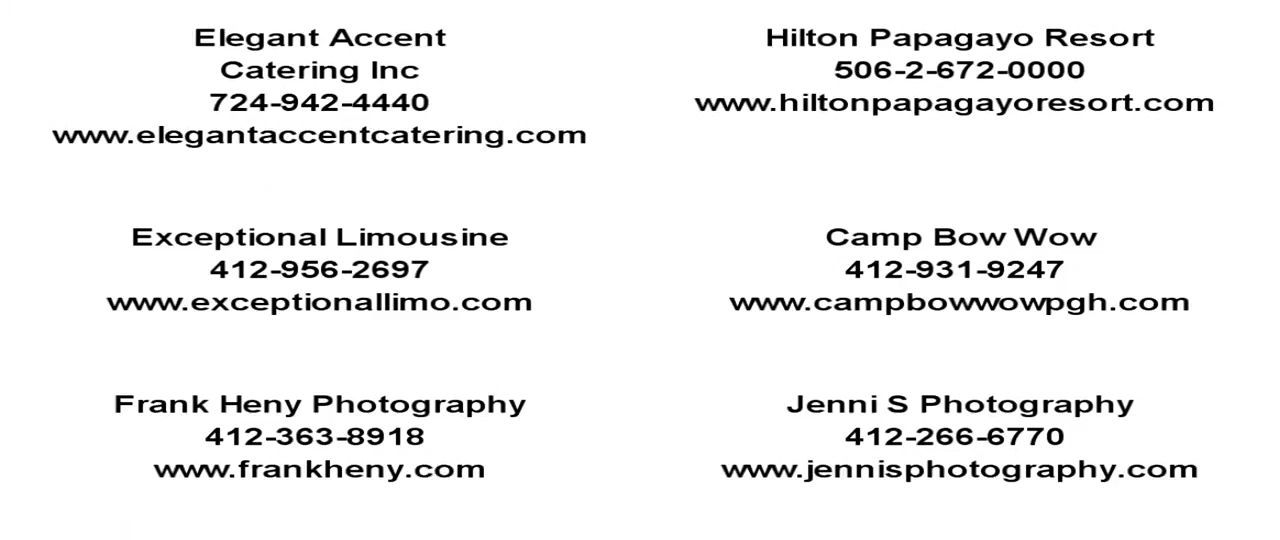 Elegant Accent
Catering Inc
724-942-4440
www.elegantaccentcatering.com
Hilton Papagayo Resort
506-2-672-0000
www.hiltonpapagayoresort.com
Exceptional Limousine
412-956-2697
www.exceptionallimo.com
Camp Bow Wow
412-931-9247
www.campbowwowpgh.com
Frank Heny Photography
412-363-8918
www.frankheny.com
Jenni S Photography
412-266-6770
www.jennisphotography.com